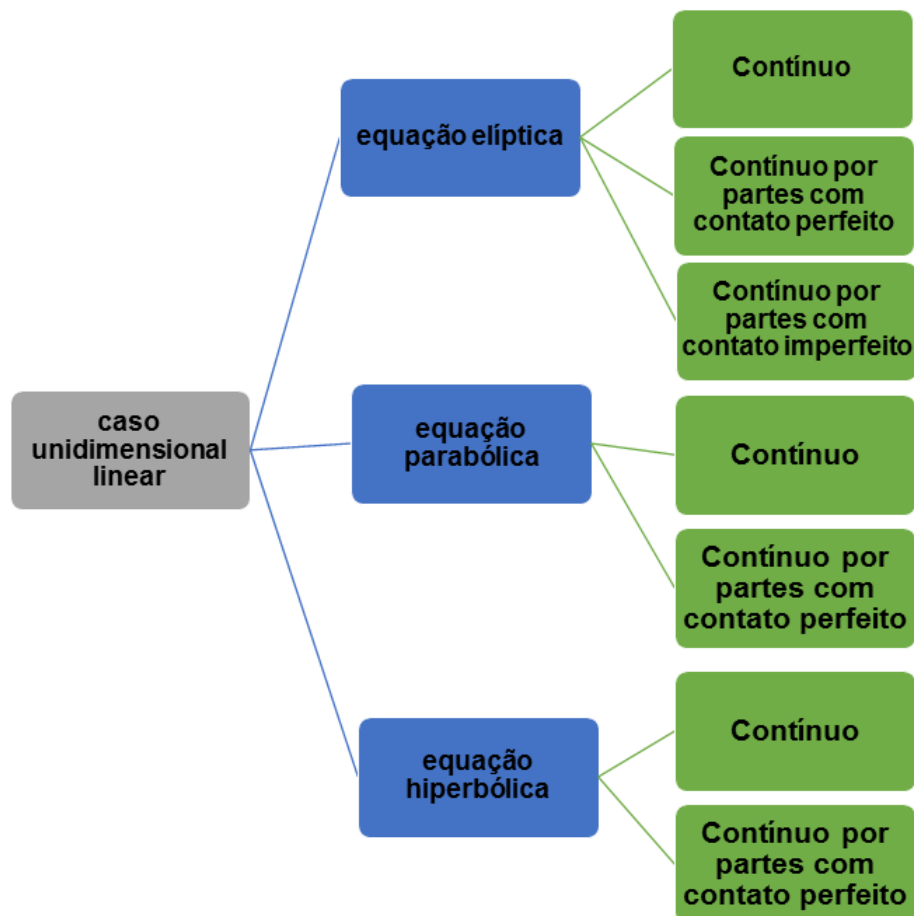 caso
unidimensional
linear
equação elíptica
Contínuo
Contínuo por
partes com
contato perfeito
Contínuo por
partes com
contato imperfeito
equação
parabólica
Contínuo
Contínuo por
partes com
contato perfeito
equação
hiperbólica
Contínuo
Contínuo por
partes com
contato perfeito